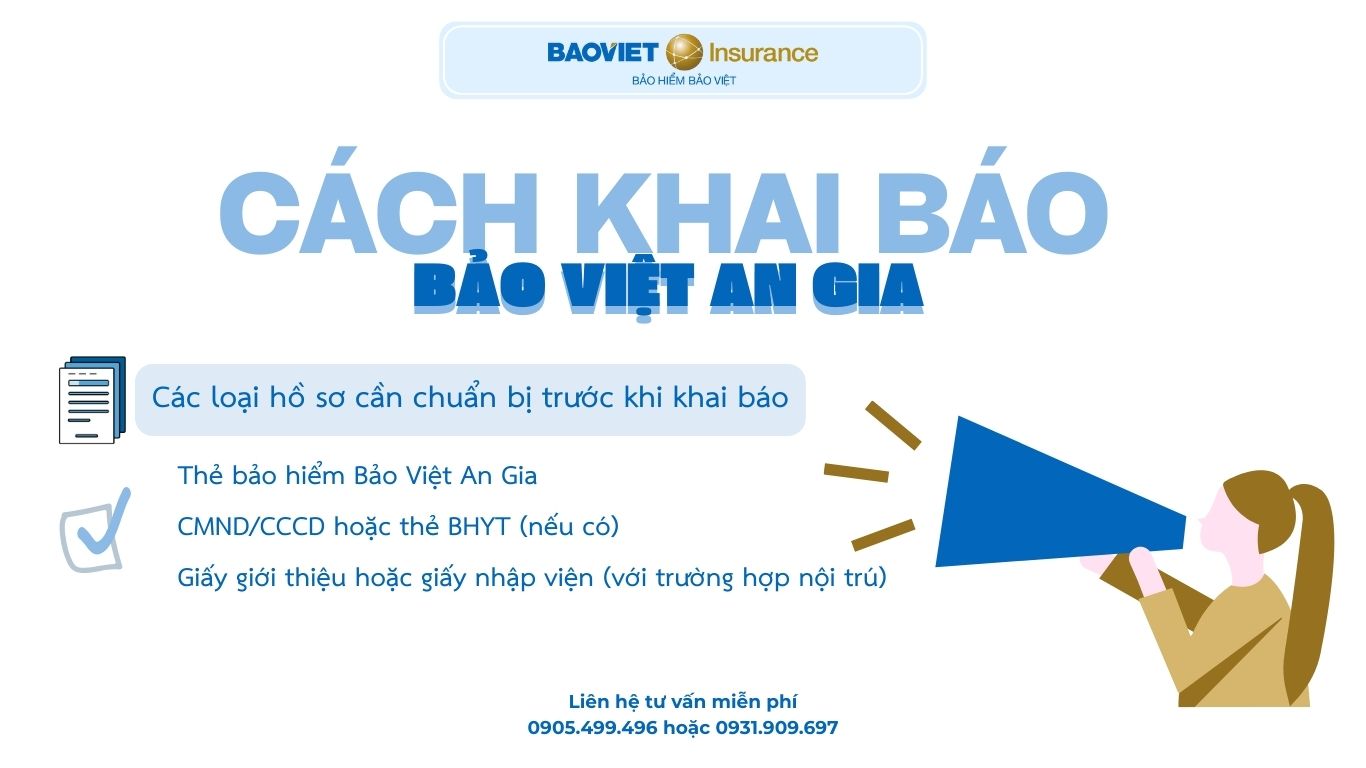 BAOVIET Insurance
BẢO HIỂM BẢO VIỆT
CÁCH KHAI BÁO
BẢO VIỆT AN GIA
Các loại hồ sơ cần chuẩn bị trước khi khai báo
Thẻ bảo hiểm Bảo Việt An Gia
CMND/CCCD hoặc thẻ BHYT (nếu có)
Giấy giới thiệu hoặc giấy nhập viện (với trường hợp nội trú)
Liên hệ tư vấn miễn phí
0905.499.496 hoặc 0931.909.697